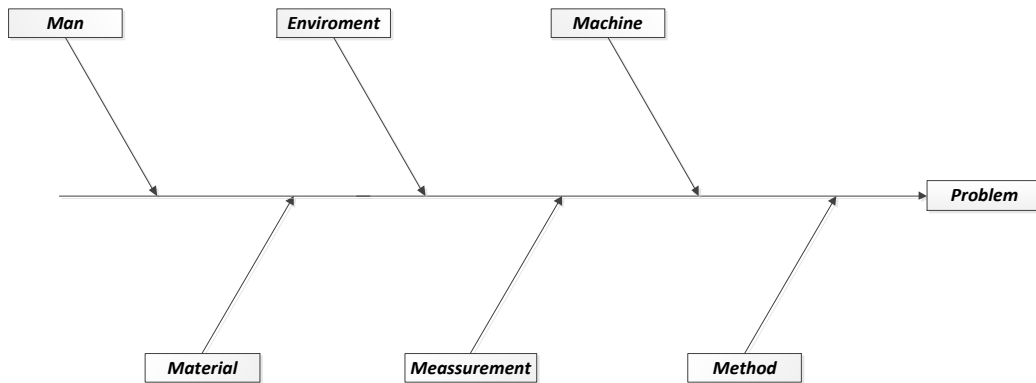 Man
Enviroment
Machine
Problem
Material
Meassurement
Method